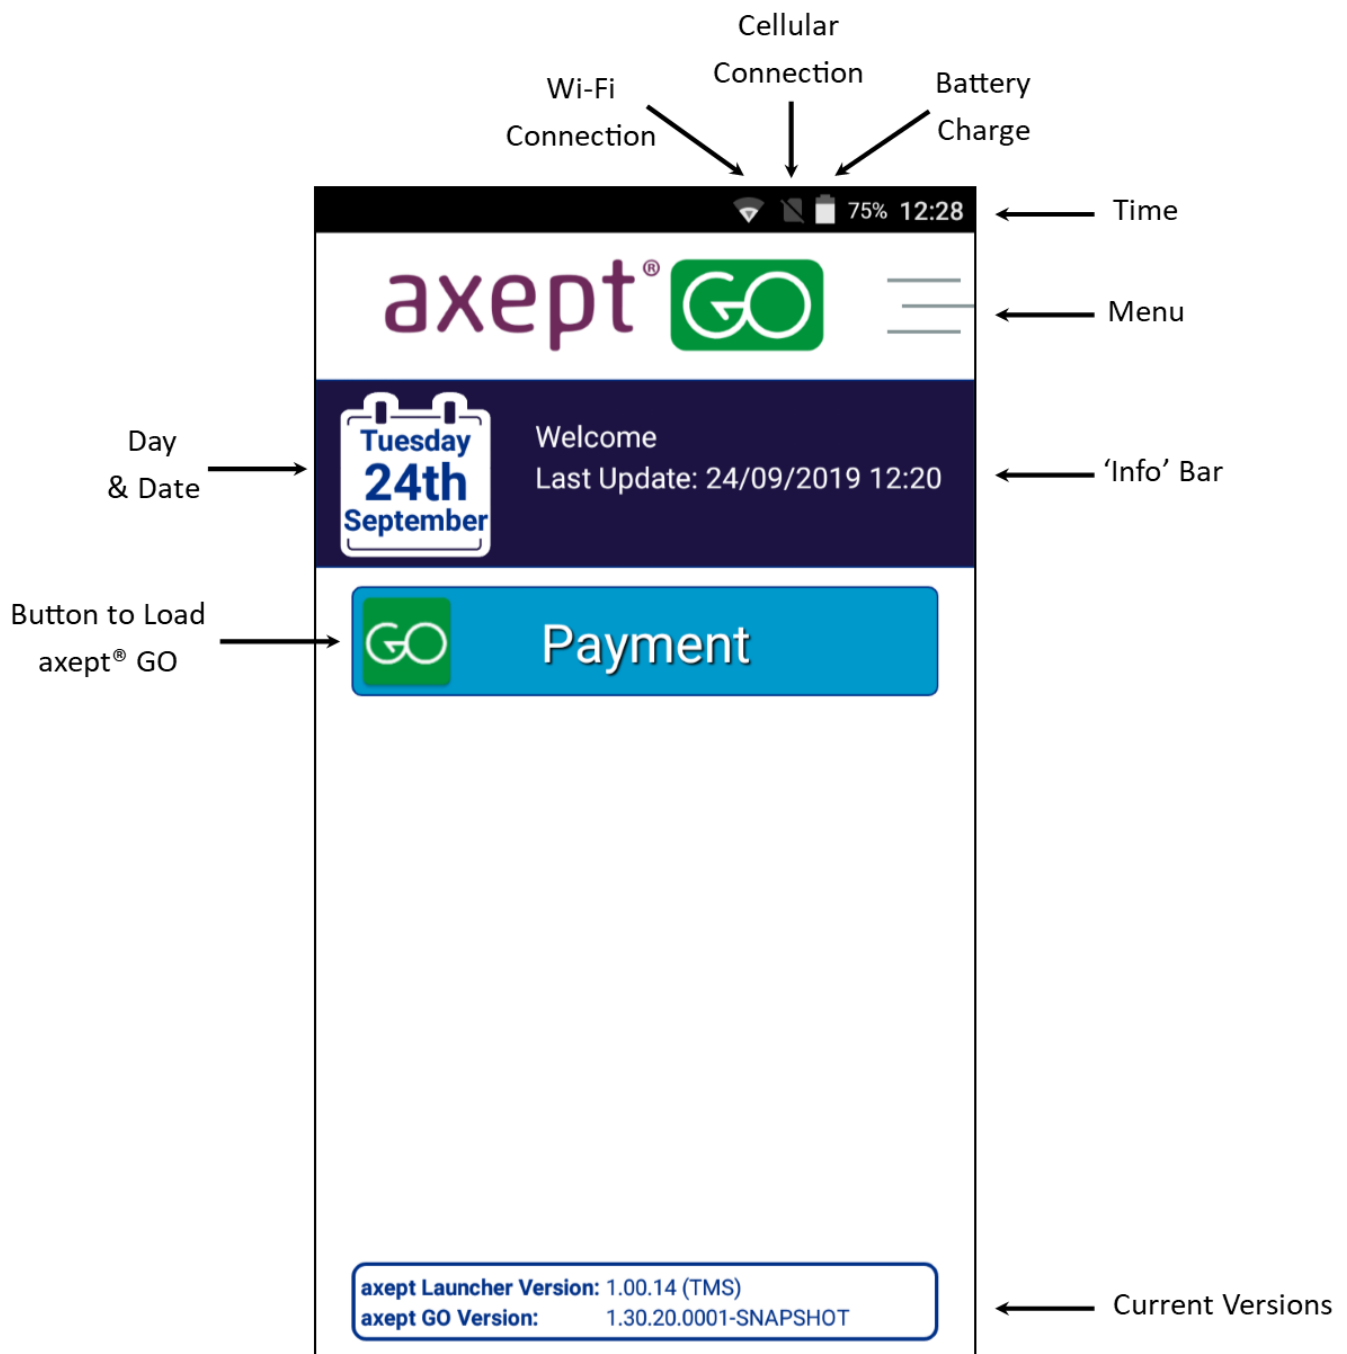 Cellular
Connection
Wi-Fi
Connection
Battery
Charge
75% 12:28
Time
axept® GO
Menu
Day
& Date
Tuesday
24th
September
Welcome
Last Update: 24/09/2019 12:20
‘Info’ Bar
Button to Load
axept® GO
GO Payment
axept Launcher Version: 1.00.14 (TMS)
axept GO Version: 1.30.20.0001-SNAPSHOT
Current Versions